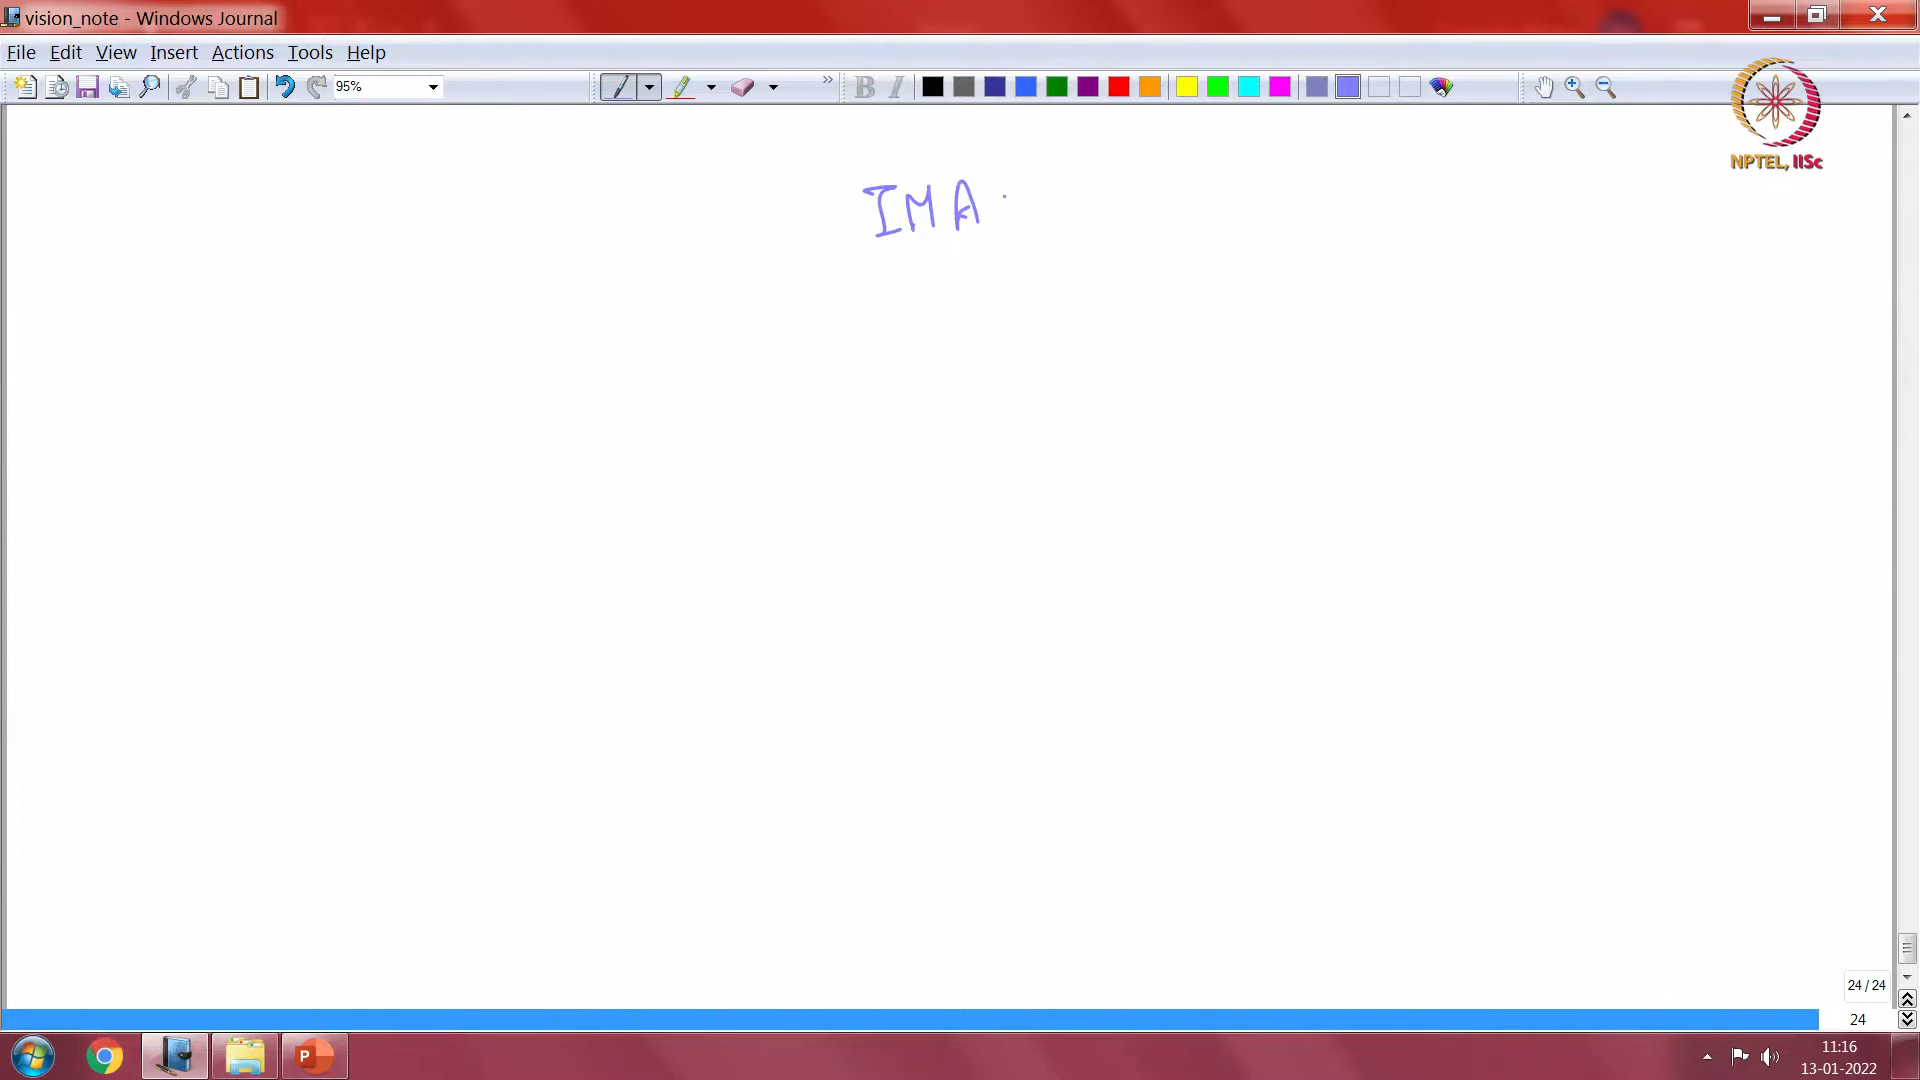 vision_note - Windows Journal
File Edit View Insert Actions Tools Help
95%
B I
NPTEL, IISc
IMA
24 / 24
24
P
11:16
13-01-2022